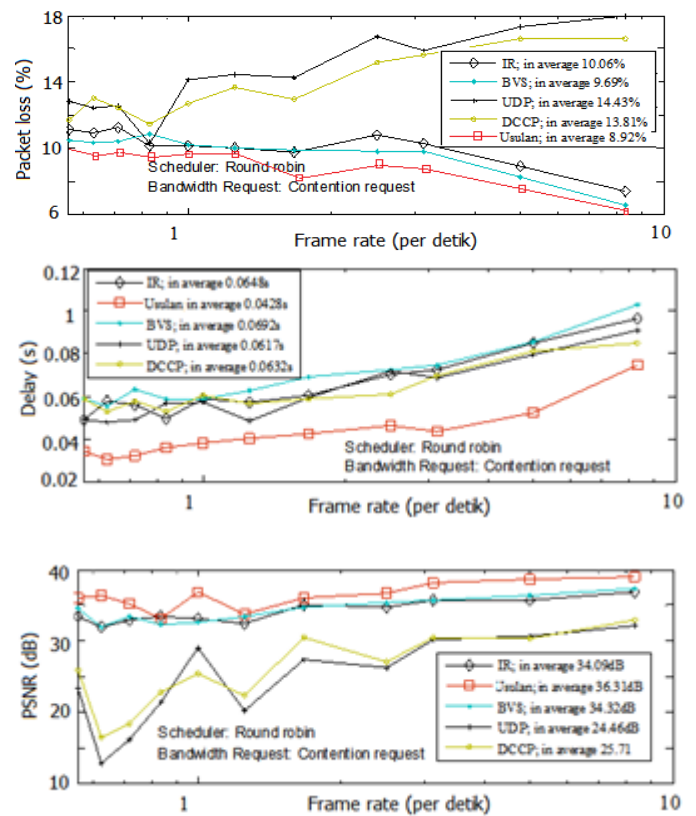 18
14
10
6
Packet loss (%)
IR; in average 10.06%
BVS; in average 9.69%
UDP; in average 14.43%
DCCP; in average 13.81%
Usulan; in average 8.92%
Scheduler: Round robin
Bandwidth Request: Contention request
1
10
Frame rate (per detik)
0.12
1
0.08
0.06
0.04
0.02
Delay (s)
IR; in average 0.0648s
Usulan in average 0.0428s
BVS; in average 0.0692s
UDP; in average 0.0617s
DCCP; in average 0.0632s
Scheduler: Round robin
Bandwidth Request: Contention request
1
10
Frame rate (per detik)
40
30
20
10
PSNR (dB)
IR; in average 34.09dB
Usulan; in average 36.31dB
BVS; in average 34.32dB
UDP; in average 24.46dB
DCCP; in average 25.71
Scheduler: Round robin
Bandwidth Request: Contention request
1
10
Frame rate (per detik)